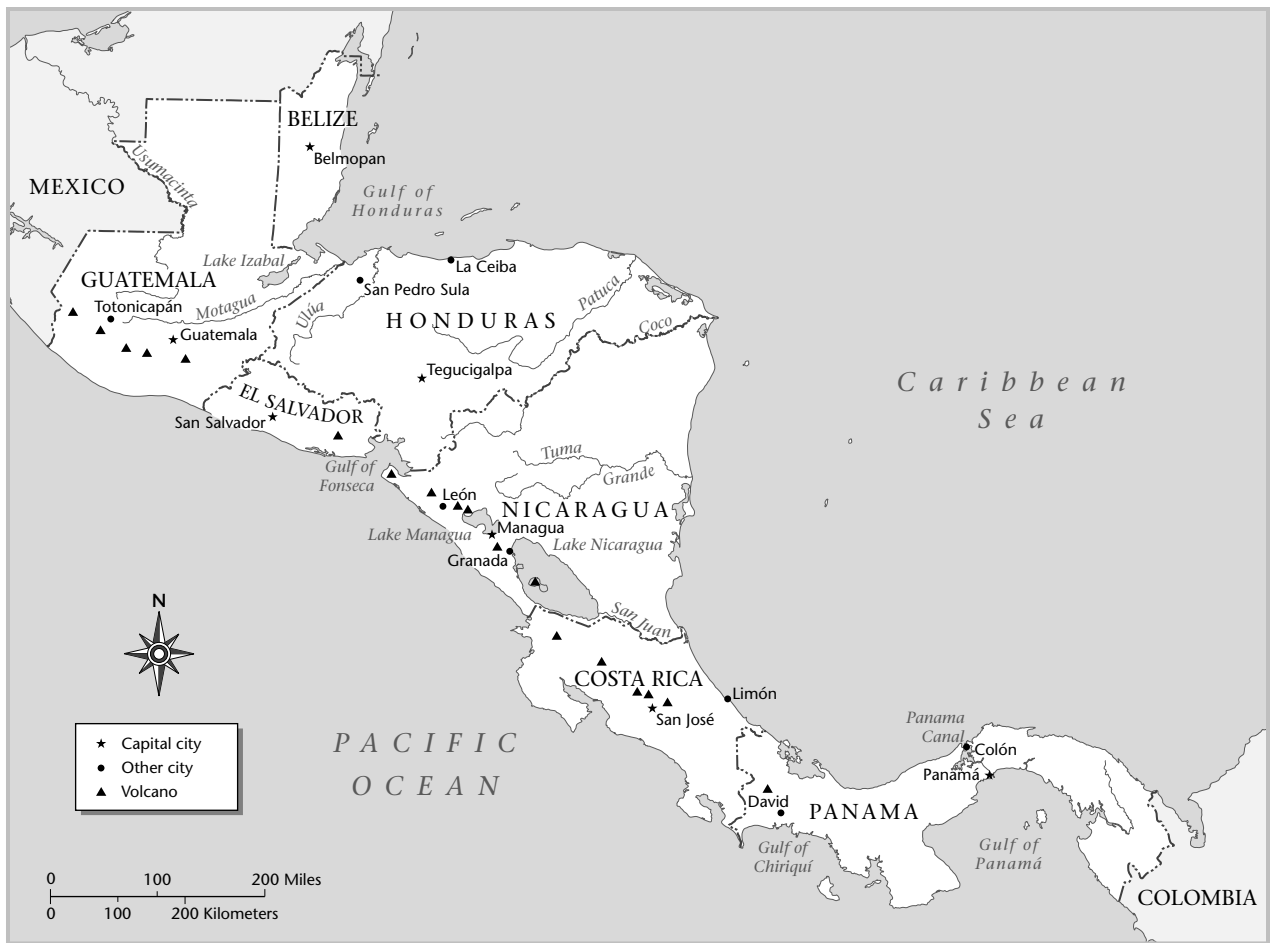 BELIZE
Belmopan
Usumacinta
MEXICO
Gulf of
Honduras
Lake Izabal
La Ceiba
GUATEMALA
San Pedro Sula
Patuca
Totonicapán
Motagua
Ulúa
HONDURAS
Coco
Guatemala
Tegucigalpa
Caribbean
Sea
EL SALVADOR
San Salvador
Tuma
Gulf of
Fonseca
Grande
León
NICARAGUA
Managua
Lake Managua
Lake Nicaragua
Granada
San Juan
N
COSTA RICA
Limón
San José
PACIFIC
OCEAN
Panama
Canal
Colón
Panamá
Capital city
Other city
Volcano
David
PANAMA
Gulf of
Chiriquí
Gulf of
Panamá
COLOMBIA
0 100 200 Miles
0 100 200 Kilometers